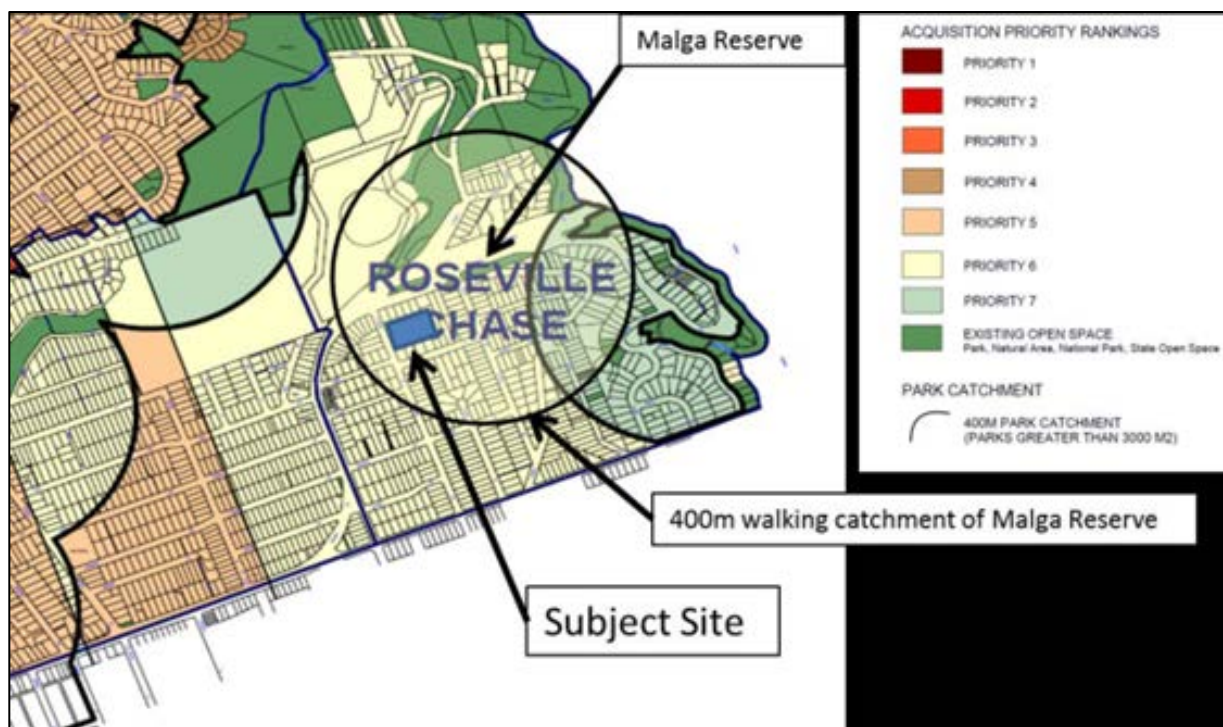 Malga Reserve
ROSEVILLE
CHASE
400m walking catchment of Malga Reserve
Subject Site
ACQUISITION PRIORITY RANKINGS
PRIORITY 1
PRIORITY 2
PRIORITY 3
PRIORITY 4
PRIORITY 5
PRIORITY 6
PRIORITY 7
EXISTING OPEN SPACE
Park, Natural Area, National Park, State Open Space
PARK CATCHMENT
400M PARK CATCHMENT
(PARKS GREATER THAN 3000 M2)